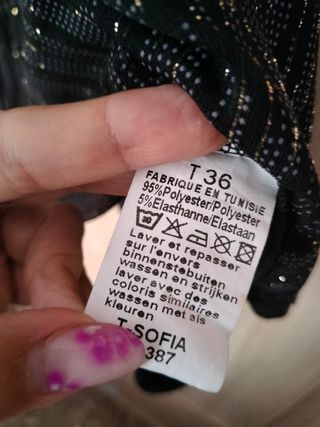 T 36
FABRIQUE EN TUNISIE
95% Polyester/Polyester
5% Elasthanne/Elastaan
Laver et repasser
sur l'envers
binnenstebuiten
wassen en strijken
laver avec des
coloris similaires
wassen met als
kleuren
T-SOFIA
387